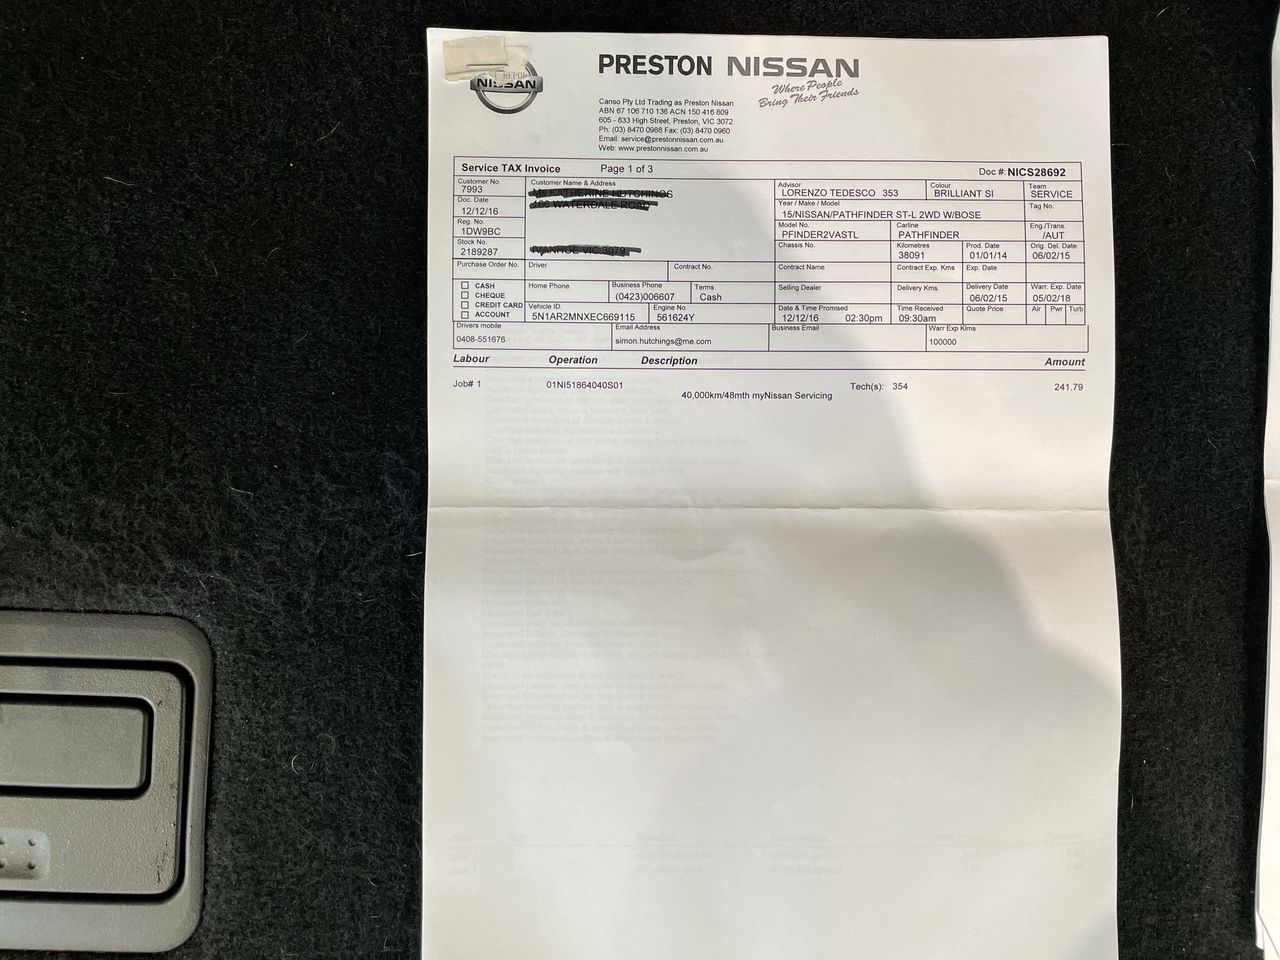 PRESTON NISSAN
Where People
Bring Their Friends
NISSAN
Canso Pty Ltd Trading as Preston Nissan
ABN 67 106 710 136 ACN 150 416 809
605 - 633 High Street, Preston, VIC 3072
Ph: (03) 8470 0988 Fax: (03) 8470 0960
Email: service@prestonnissan.com.au
Web: www.prestonnissan.com.au
Service TAX Invoice Page 1 of 3 Doc #: NICS28692
Customer No. Customer Name & Address Advisor Colour Team
7993 LORENZO TEDESCO 353 BRILLIANT SI SERVICE
Doc. Date Year / Make / Model Tag No.
12/12/16 15/NISSAN/PATHFINDER ST-L 2WD W/BOSE
Reg. No. Model No. Carline Eng./Trans.
1DW9BC PFINDER2VASTL PATHFINDER /AUT
Stock No. Chassis No. Kilometres Prod. Date Orig. Del. Date
2189287 38091 01/01/14 06/02/15
Purchase Order No. Driver Contract No. Contract Name Contract Exp. Kms Exp. Date
CASH Home Phone Business Phone Terms Selling Dealer Delivery Kms. Delivery Date Warr. Exp. Date
CHEQUE (0423)006607 Cash 06/02/15 05/02/18
CREDIT CARD Vehicle ID. Engine No. Date & Time Promised Time Received Quote Price Air Pwr Turb
ACCOUNT 5N1AR2MNXEC669115 561624Y 12/12/16 02:30pm 09:30am
Drivers mobile Email Address Business Email Warr Exp Klms
0408-551676 simon.hutchings@me.com 100000
Labour Operation Description Amount
Job# 1 01NI51864040S01 Tech(s): 354 241.79
40,000km/48mth myNissan Servicing